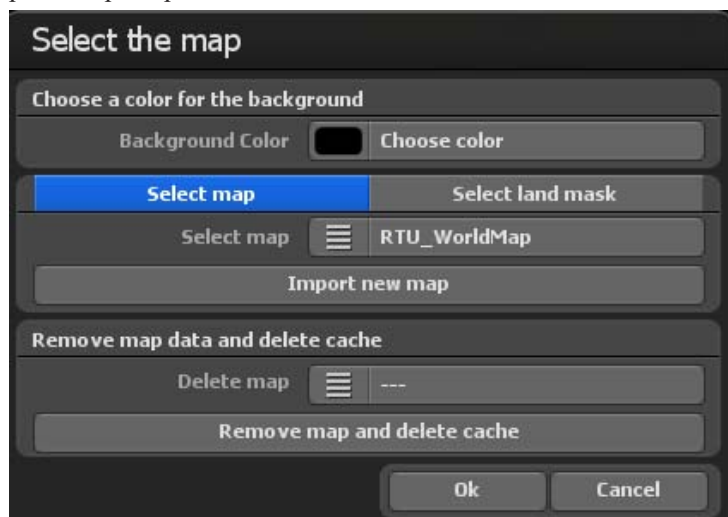 Select the map
Choose a color for the background
Background Color
Choose color
Select map
Select land mask
Select map
RTU_WorldMap
Import new map
Remove map data and delete cache
Delete map
---
Remove map and delete cache
Ok
Cancel